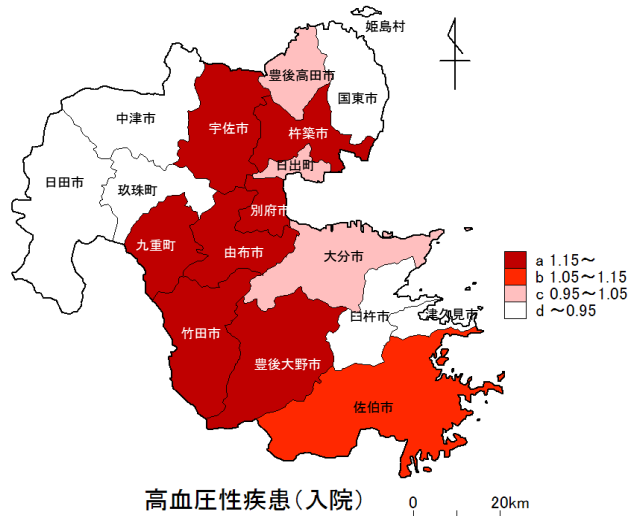 姫島村
豊後高田市
国東市
中津市
宇佐市
杵築市
日出町
日田市
玖珠町
別府市
九重町
由布市
大分市
a 1.15～
b 1.05～1.15
c 0.95～1.05
d ～0.95
臼杵市
津久見市
竹田市
豊後大野市
佐伯市
高血圧性疾患(入院)
0 20km